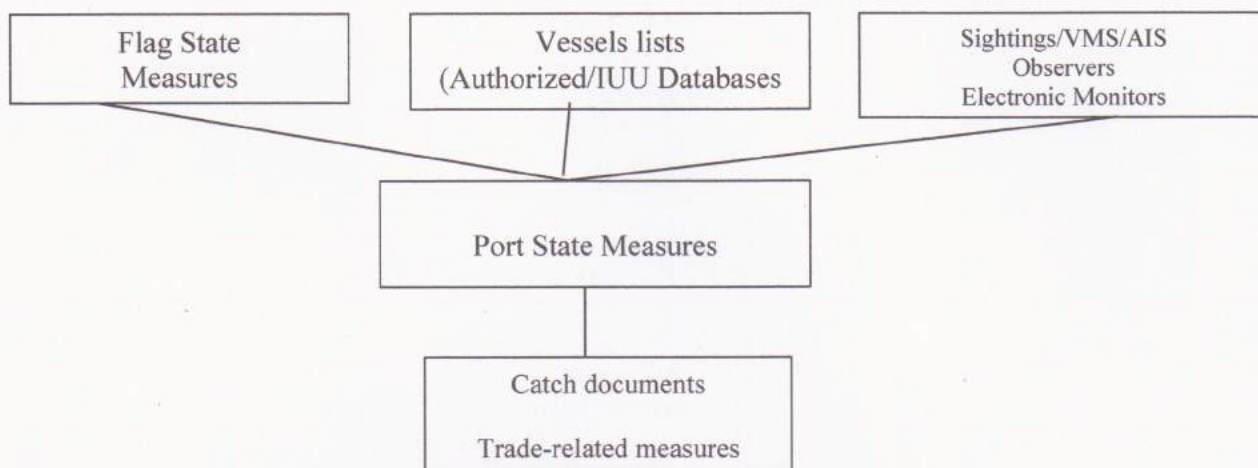 Flag State
Measures
Vessels lists
(Authorized/IUU Databases
Sightings/VMS/AIS
Observers
Electronic Monitors
Port State Measures
Catch documents
Trade-related measures